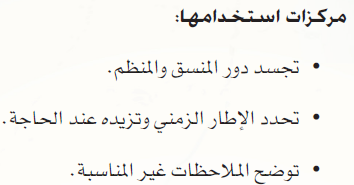 مركزات استخدامها:
• تجسد دور المنسق والمنظم.
• تحدد الإطار الزمني وتزيده عند الحاجة.
• توضح الملاحظات غير المناسبة.